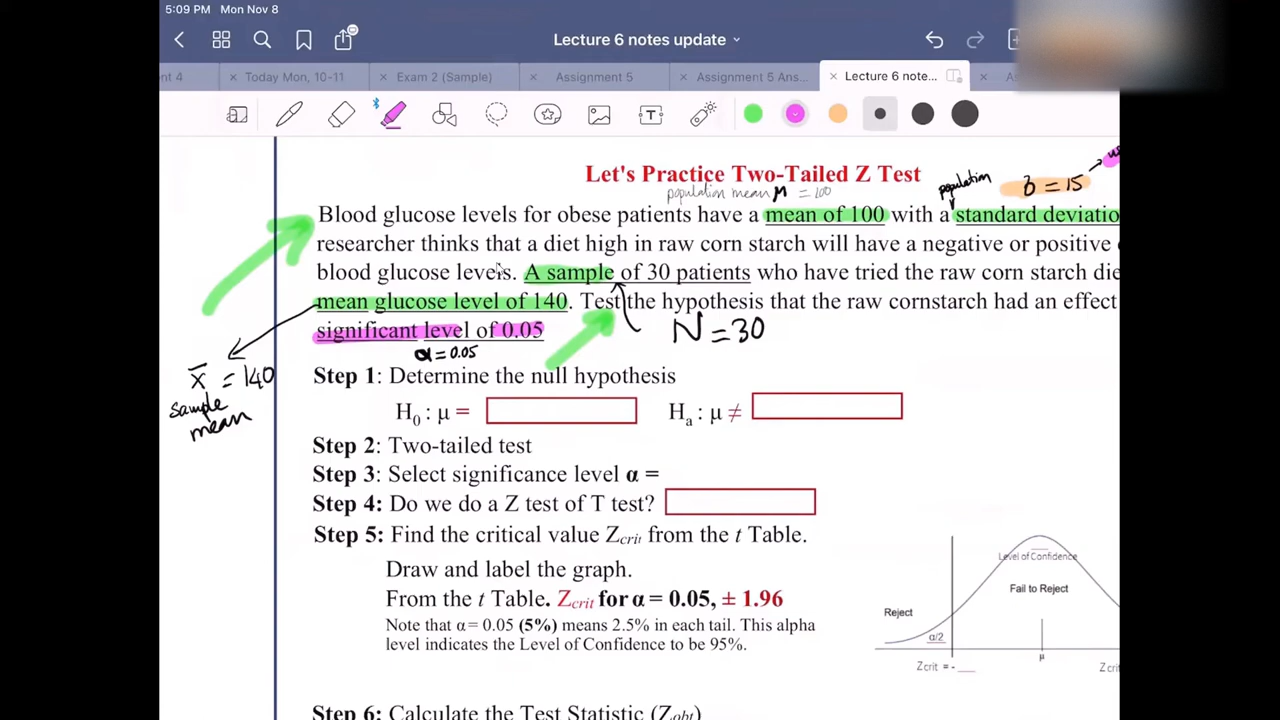 5:09 PM Mon Nov 8
Lecture 6 notes update
Today Mon, 10-11
Exam 2 (Sample)
Assignment 5
Assignment 5 Ans...
Lecture 6 note...
Let's Practice Two-Tailed Z Test
population mean μ = 100
population
= 15
Blood glucose levels for obese patients have a mean of 100 with a standard deviatio
researcher thinks that a diet high in raw corn starch will have a negative or positive
blood glucose levels. A sample of 30 patients who have tried the raw corn starch die
mean glucose level of 140. Test the hypothesis that the raw cornstarch had an effect
significant level of 0.05
N = 30
α = 0.05
x̄ = 140
sample
mean
Step 1: Determine the null hypothesis
H0 : μ = Ha : μ ≠
Step 2: Two-tailed test
Step 3: Select significance level α =
Step 4: Do we do a Z test of T test?
Step 5: Find the critical value Zcrit from the t Table.
Draw and label the graph.
From the t Table. Zcrit for α = 0.05, ± 1.96
Note that α = 0.05 (5%) means 2.5% in each tail. This alpha
level indicates the Level of Confidence to be 95%.
Level of Confidence
Fail to Reject
Reject
α/2
μ
Zcrit = - __
Zcri
Step 6: Calculate the Test Statistic (Zobt)